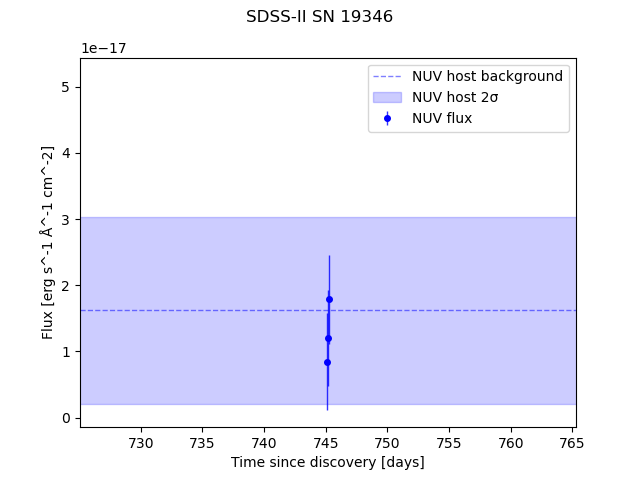 SDSS-II SN 19346
1e−17
NUV host background
NUV host 2σ
NUV flux
5
4
3
2
1
0
Flux [erg s^-1 Å^-1 cm^-2]
730 735 740 745 750 755 760 765
Time since discovery [days]